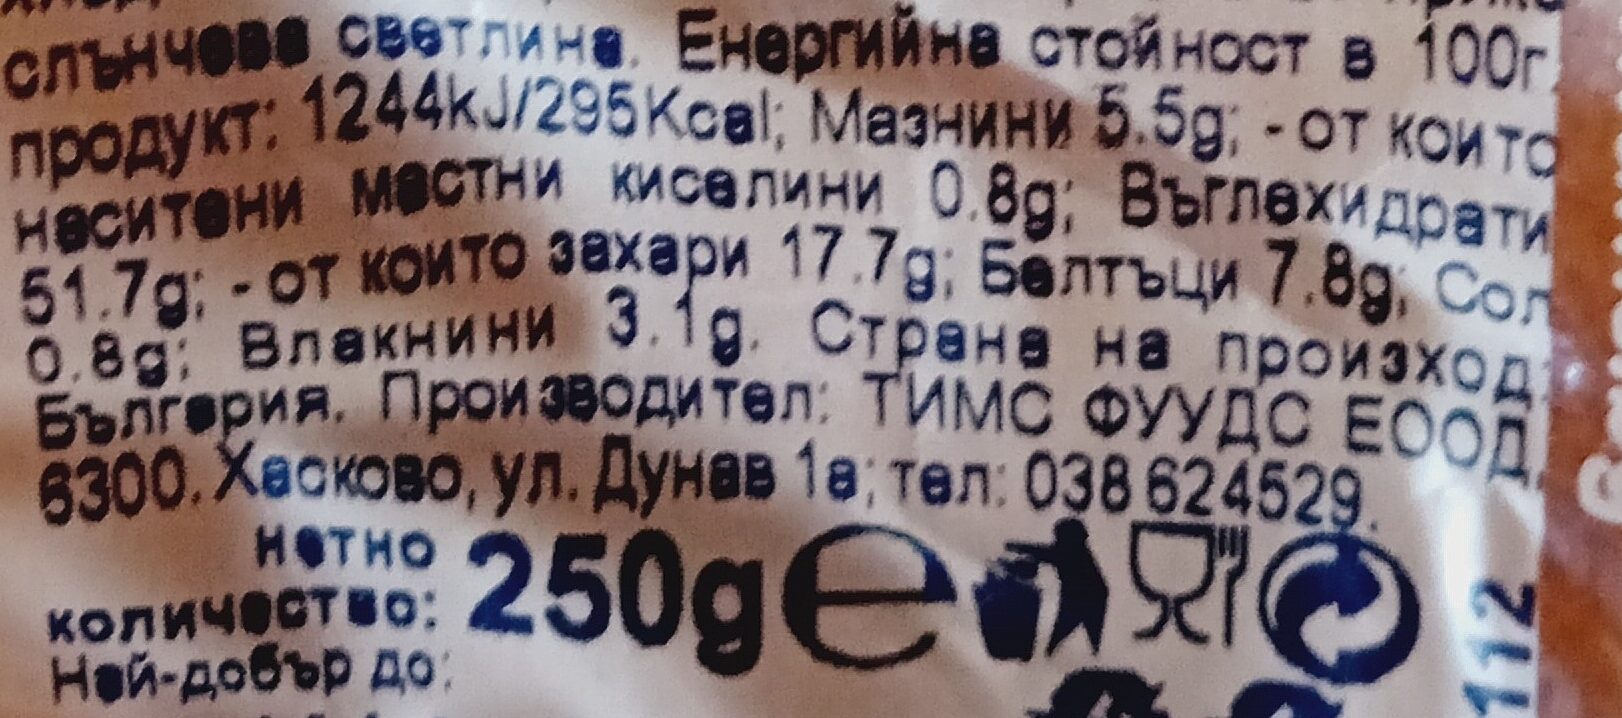 слънчева светлина. Енергийна стойност в 100г
продукт: 1244kJ/295Kcal; Мазнини 5.5g; - от които
наситени мастни киселини 0.8g; Въглехидрати
51.7g; - от които захари 17.7g; Белтъци 7.8g; Сол
0.8g; Влакнини 3.1g. Страна на произход:
България. Производител: ТИМС ФУУДС ЕООД,
6300. Хасково, ул. Дунав 1а; тел: 038 624529.
нетно
количество: 250g e
Най-добър до:
112